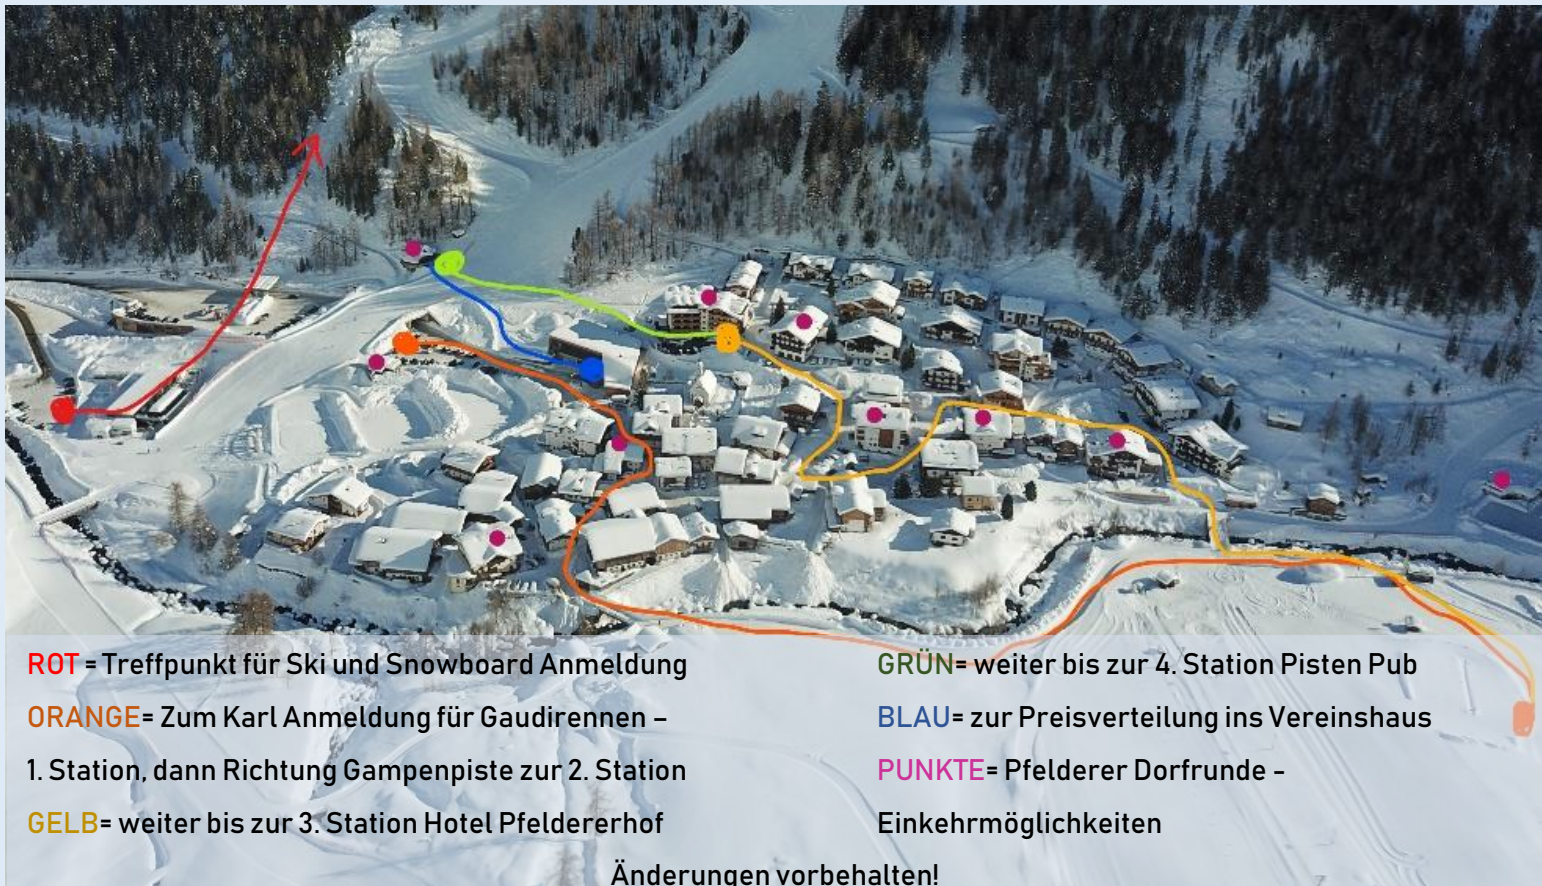 ROT = Treffpunkt für Ski und Snowboard Anmeldung
ORANGE= Zum Karl Anmeldung für Gaudirennen –
1. Station, dann Richtung Gampenpiste zur 2. Station
GELB= weiter bis zur 3. Station Hotel Pfeldererhof
GRÜN= weiter bis zur 4. Station Pisten Pub
BLAU= zur Preisverteilung ins Vereinshaus
PUNKTE= Pfelderer Dorfrunde –
Einkehrmöglichkeiten
Änderungen vorbehalten!